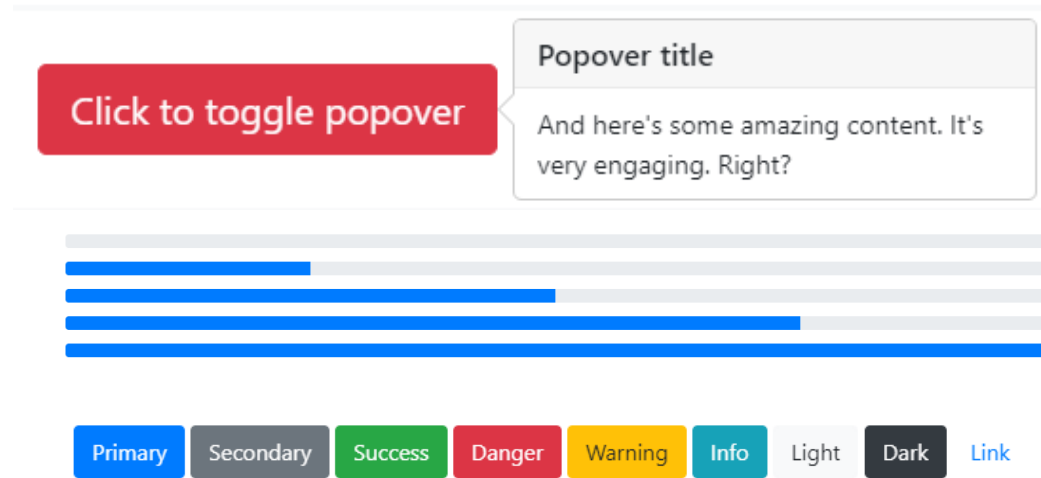 Click to toggle popover
Popover title
And here's some amazing content. It's
very engaging. Right?
Primary Secondary Success Danger Warning Info Light Dark Link